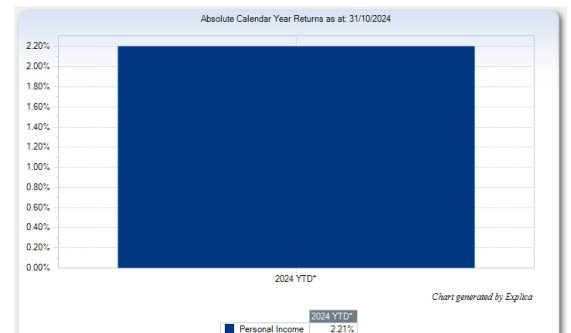 Absolute Calendar Year Returns as at: 31/10/2024
2.20%
2.00%
1.80%
1.60%
1.40%
1.20%
1.00%
0.80%
0.60%
0.40%
0.20%
0.00%
2024 YTD*
Chart generated by Explica
2024 YTD*
Personal Income 2.21%